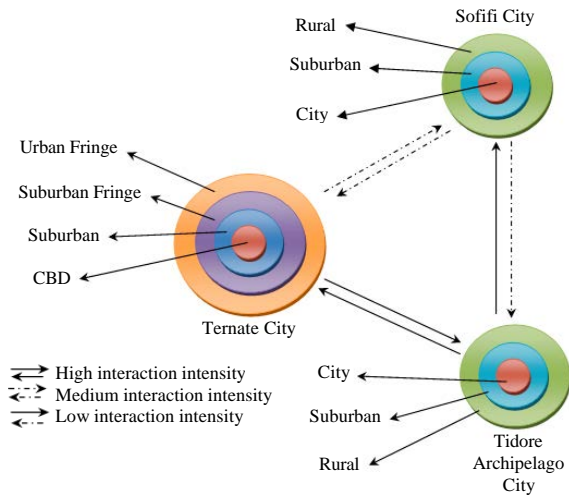 Sofifi City
Rural
Suburban
City
Urban Fringe
Suburban Fringe
Suburban
CBD
Ternate City
High interaction intensity
Medium interaction intensity
Low interaction intensity
City
Suburban
Rural
Tidore
Archipelago
City